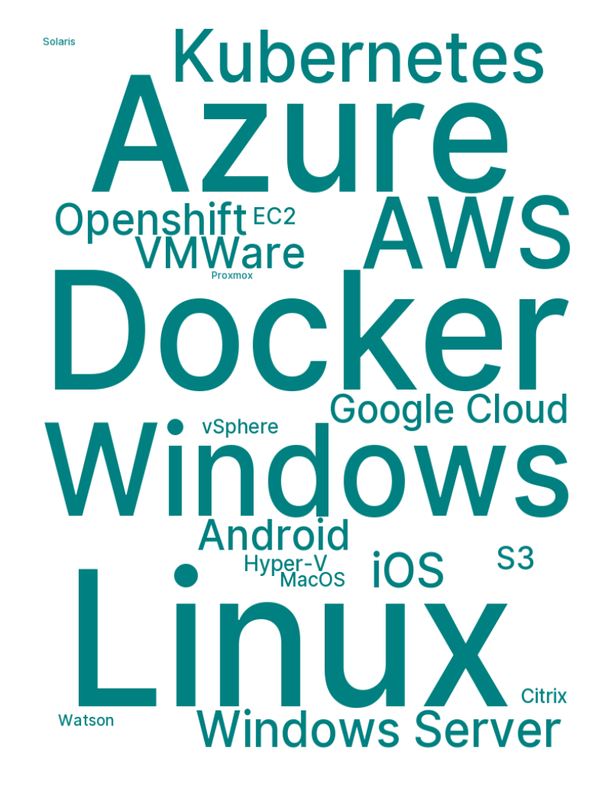 Solaris
Kubernetes
Azure
Openshift EC2
AWS
VMWare
Proxmox
Docker
Google Cloud
vSphere
Windows
Android
Hyper-V
iOS
S3
MacOS
Linux
Citrix
Watson
Windows Server